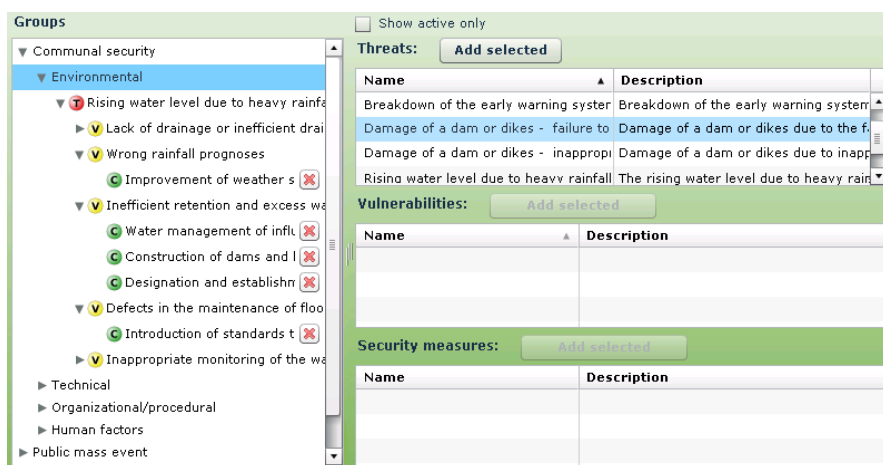 Groups
Communal security
Environmental
T Rising water level due to heavy rainfa
V Lack of drainage or inefficient drai
V Wrong rainfall prognoses
C Improvement of weather s
V Inefficient retention and excess wa
C Water management of influ
C Construction of dams and l
C Designation and establishm
V Defects in the maintenance of floo
C Introduction of standards t
V Inappropriate monitoring of the wa
Technical
Organizational/procedural
Human factors
Public mass event
Show active only
Threats: Add selected
Name Description
Breakdown of the early warning system Breakdown of the early warning system
Damage of a dam or dikes - failure to Damage of a dam or dikes due to the fa
Damage of a dam or dikes - inappropi Damage of a dam or dikes due to inapp
Rising water level due to heavy rainfall The rising water level due to heavy rain
Vulnerabilities: Add selected
Name Description
Security measures: Add selected
Name Description